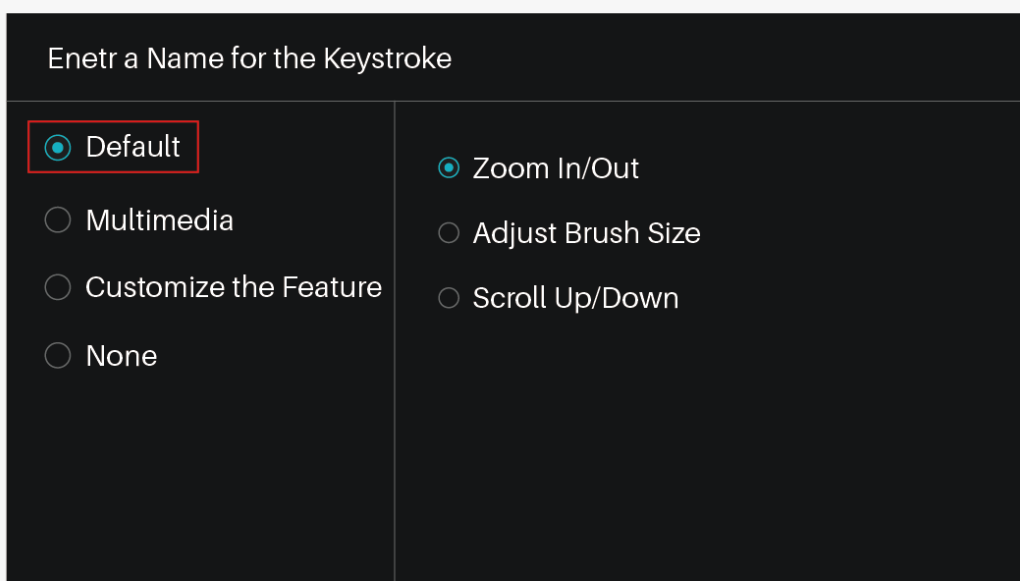 Enetr a Name for the Keystroke
Default
Multimedia
Customize the Feature
None
Zoom In/Out
Adjust Brush Size
Scroll Up/Down